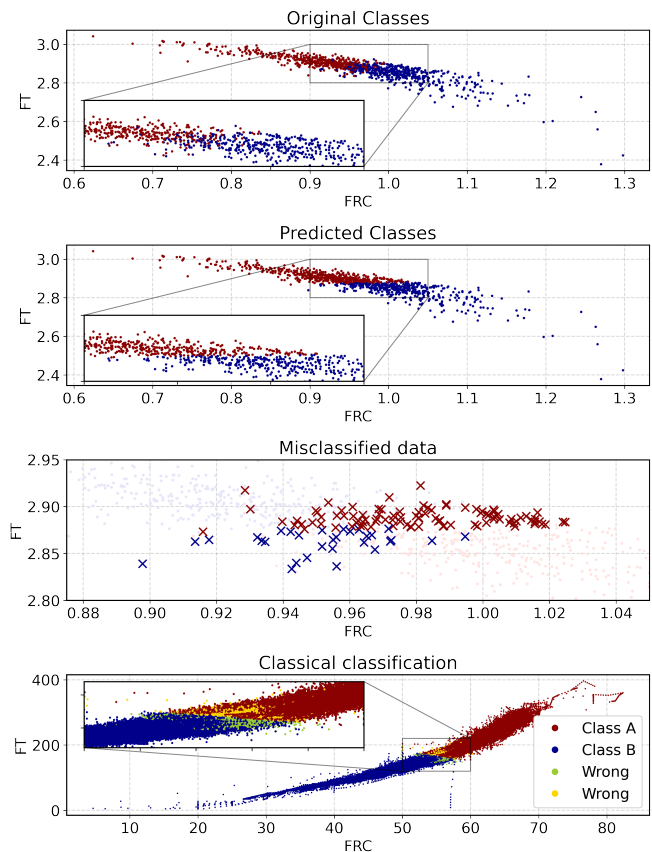 Original Classes
3.0
2.8
2.6
2.4
FT
0.6 0.7 0.8 0.9 1.0 1.1 1.2 1.3
FRC
Predicted Classes
3.0
2.8
2.6
2.4
FT
0.6 0.7 0.8 0.9 1.0 1.1 1.2 1.3
FRC
Misclassified data
2.95
2.90
2.85
2.80
FT
0.88 0.90 0.92 0.94 0.96 0.98 1.00 1.02 1.04
FRC
Classical classification
400
200
0
FT
Class A
Class B
Wrong
Wrong
10 20 30 40 50 60 70 80
FRC